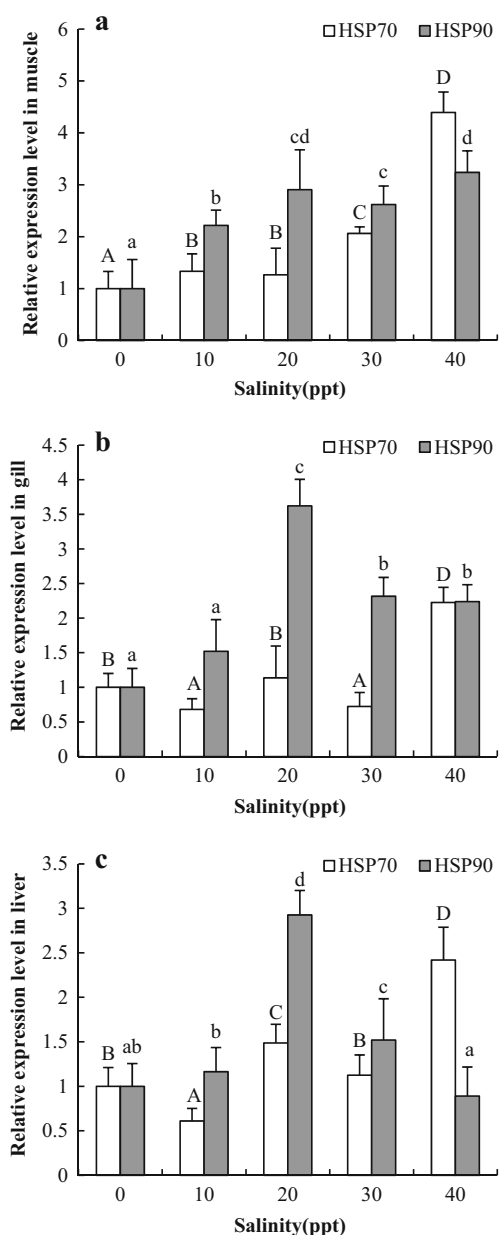 a
HSP70 HSP90
Relative expression level in muscle
6
5
4
3
2
1
0
A a B b B cd C c D d
0 10 20 30 40
Salinity(ppt)
b
HSP70 HSP90
Relative expression level in gill
4.5
4
3.5
3
2.5
2
1.5
1
0.5
0
B a A a B c A b D b
0 10 20 30 40
Salinity(ppt)
c
HSP70 HSP90
Relative expression level in liver
3.5
3
2.5
2
1.5
1
0.5
0
B ab A b C d B c D a
0 10 20 30 40
Salinity(ppt)